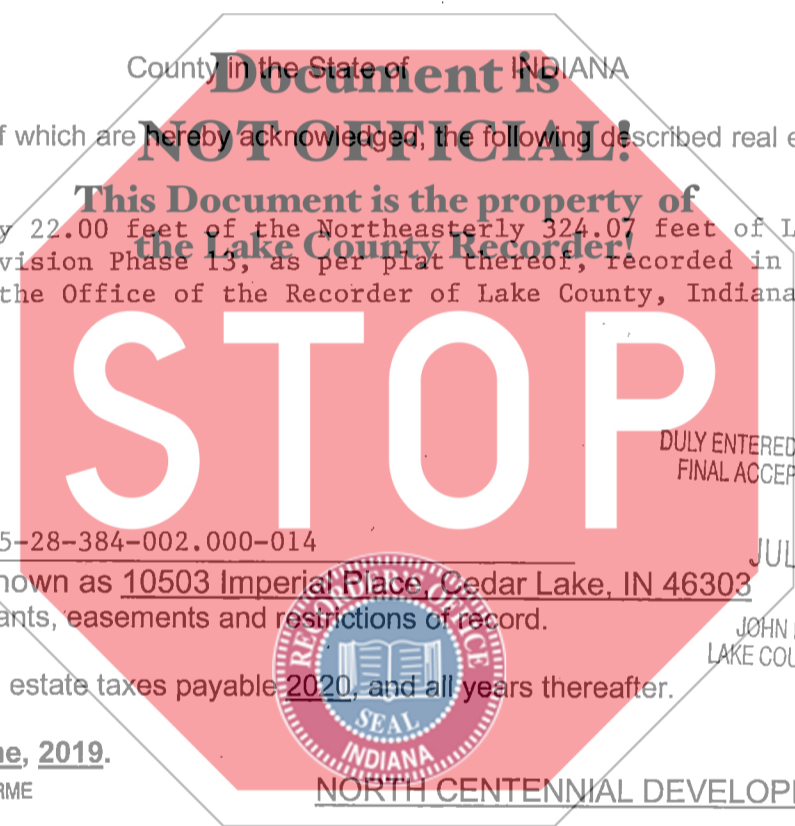 County in the State of INDIANA
Document is
f which are hereby acknowledged, the following described real e
NOT OFFICIAL!
This Document is the property of
y 22.00 feet of the Northeasterly 324.07 feet of L
the Lake County Recorder!
vision Phase 13, as per plat thereof, recorded in
the Office of the Recorder of Lake County, Indiana
STOP
DULY ENTERED
FINAL ACCEP
5-28-384-002.000-014
JUL
nown as 10503 Imperial Place, Cedar Lake, IN 46303
ants, easements and restrictions of record.
JOHN
LAKE COU
estate taxes payable 2020, and all years thereafter.
RECORDER'S OFFICE
SEAL
INDIANA
ne, 2019.
RME
NORTH CENTENNIAL DEVELOP